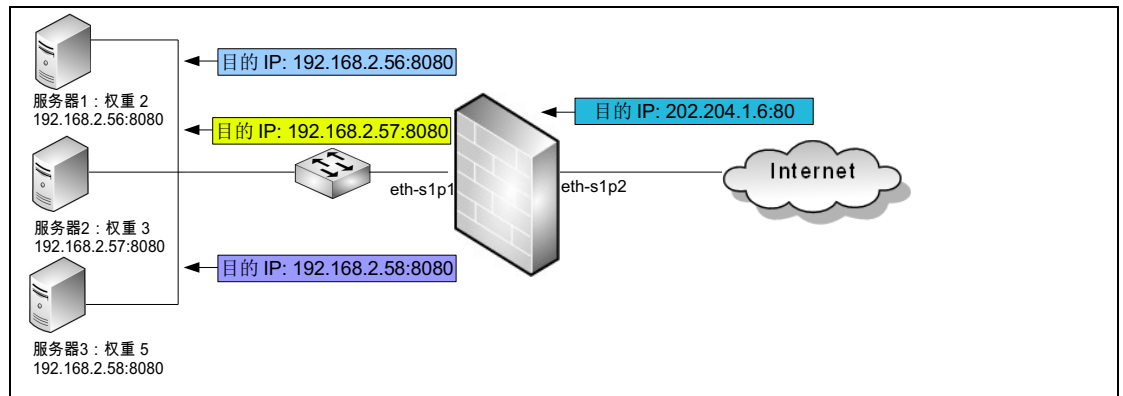 目的 IP: 192.168.2.56:8080
服务器1：权重 2
192.168.2.56:8080
目的 IP: 202.204.1.6:80
目的 IP: 192.168.2.57:8080
Internet
eth-s1p1
eth-s1p2
服务器2：权重 3
192.168.2.57:8080
目的 IP: 192.168.2.58:8080
服务器3：权重 5
192.168.2.58:8080